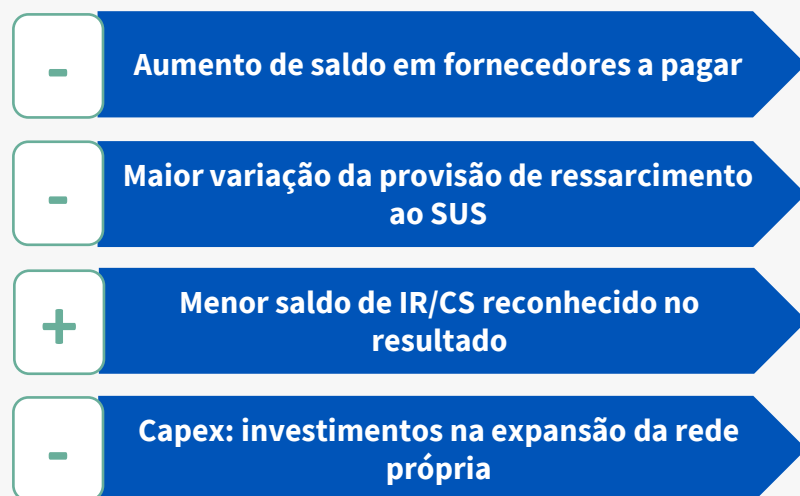 -
Aumento de saldo em fornecedores a pagar
-
Maior variação da provisão de ressarcimento
ao SUS
+
Menor saldo de IR/CS reconhecido no
resultado
-
Capex: investimentos na expansão da rede
própria